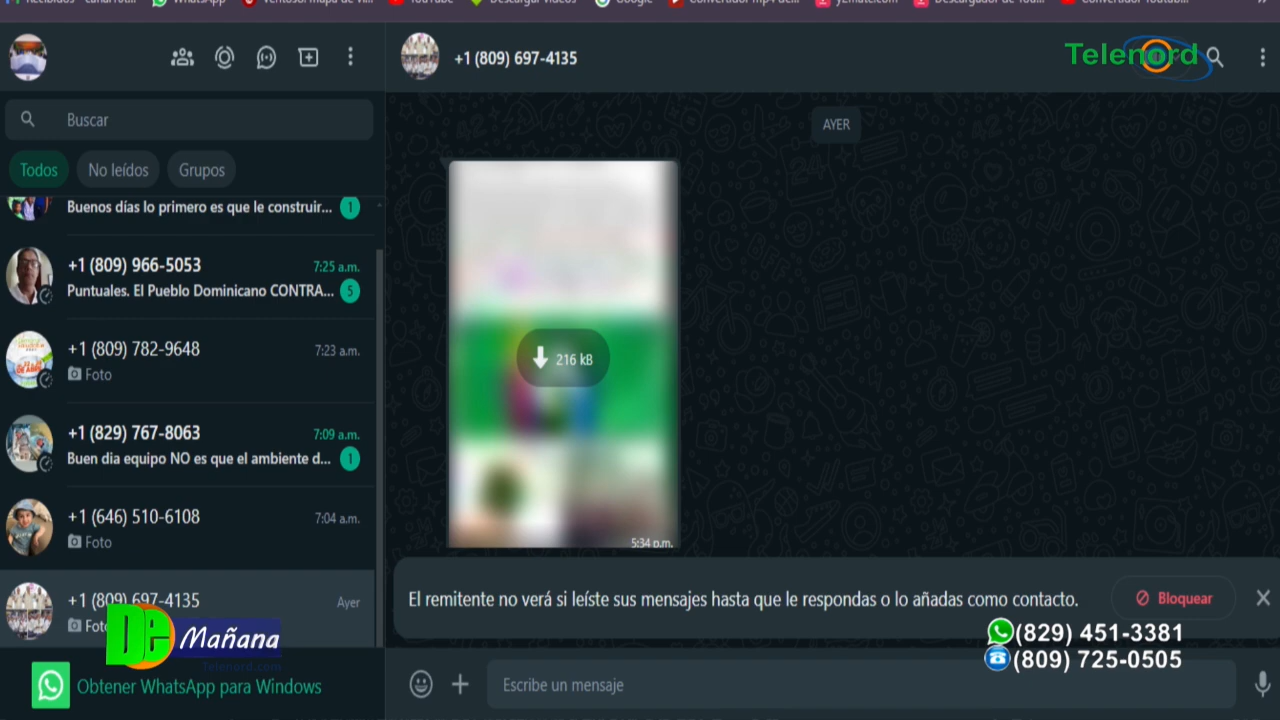 WhatsApp
YouTube
Descargar videos
Google
+1 (809) 697-4135
Telenord
Buscar
AYER
Todos
No leídos
Grupos
Buenos días lo primero es que le construir... 1
+1 (809) 966-5053
7:25 a.m.
Puntuales. El Pueblo Dominicano CONTRA... 5
+1 (809) 782-9648
7:23 a.m.
Foto
216 kB
+1 (829) 767-8063
7:09 a.m.
Buen dia equipo NO es que el ambiente d... 1
+1 (646) 510-6108
7:04 a.m.
Foto
5:34 p.m.
+1 (809) 697-4135
Ayer
El remitente no verá si leíste sus mensajes hasta que le respondas o lo añadas como contacto.
Bloquear
De Mañana
Telenord.com
(829) 451-3381
(809) 725-0505
Obtener WhatsApp para Windows
Escribe un mensaje